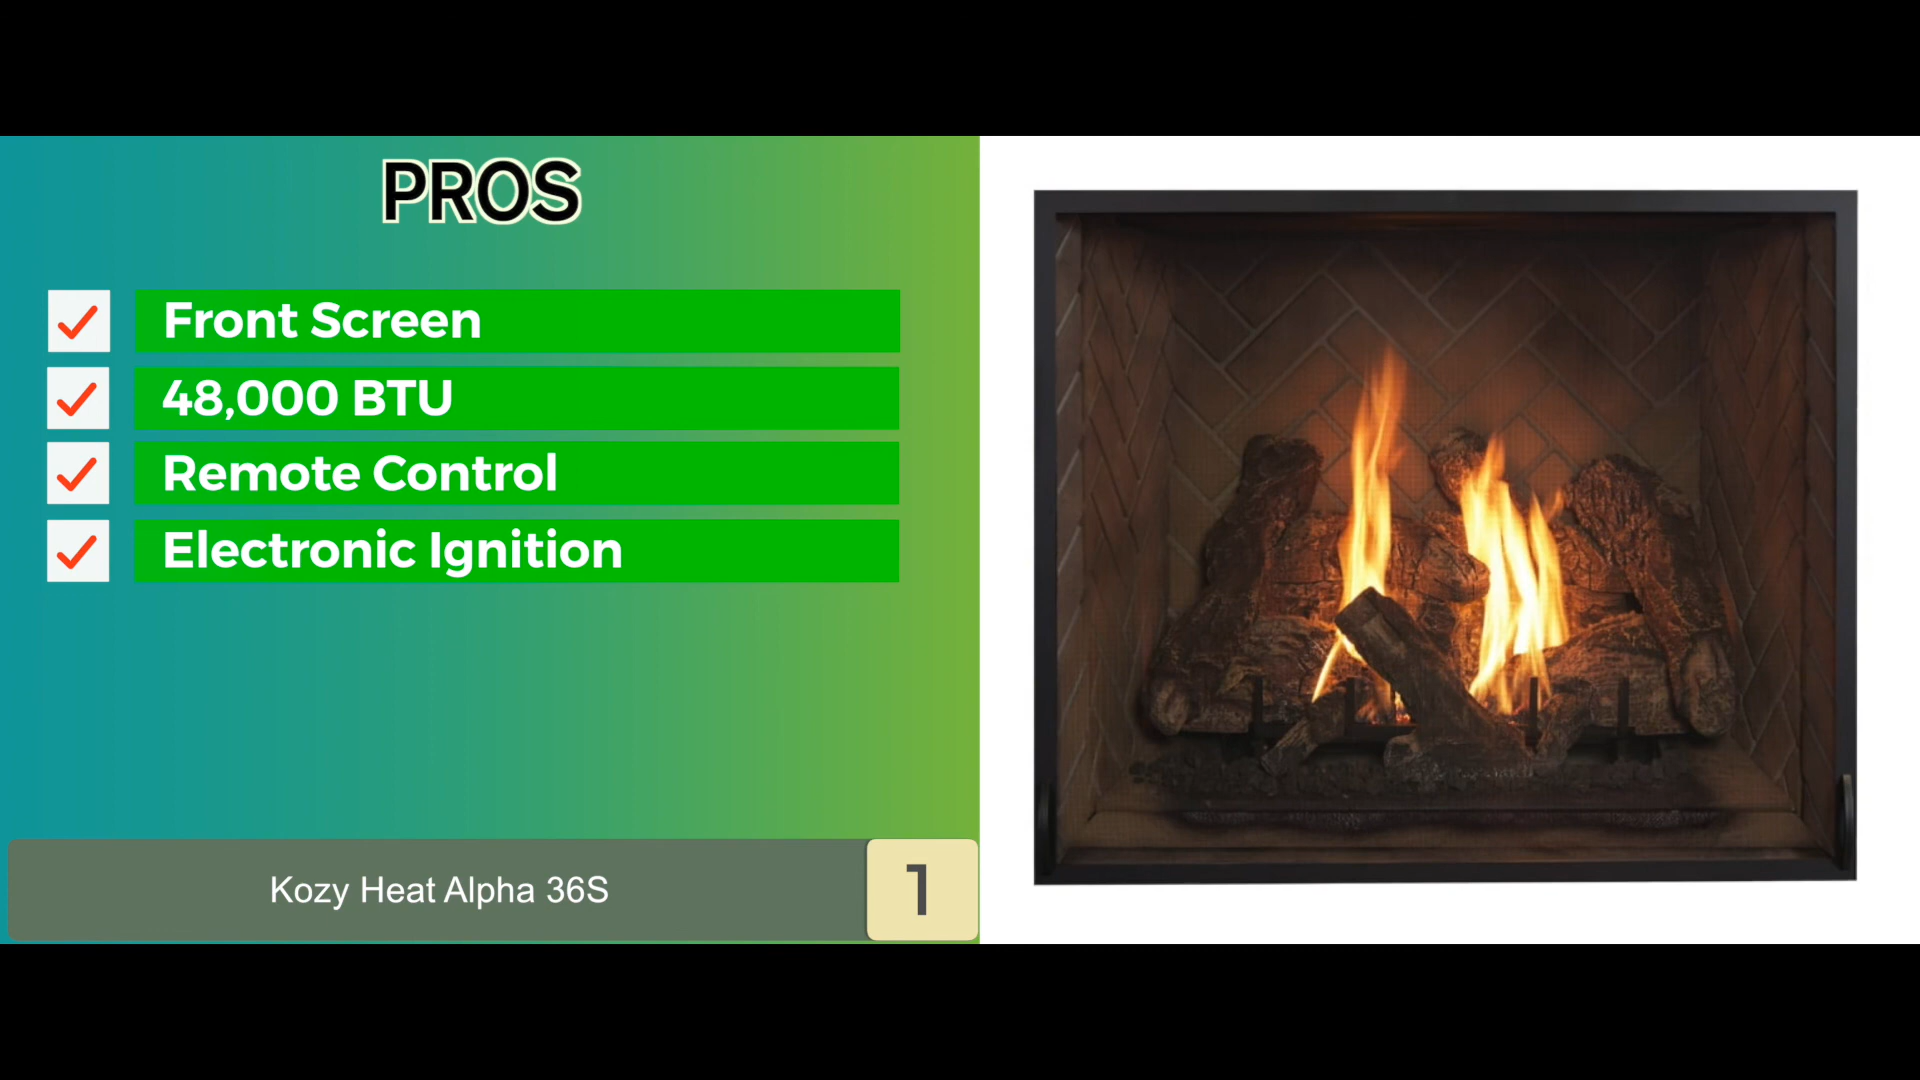 PROS
Front Screen
48,000 BTU
Remote Control
Electronic Ignition
Kozy Heat Alpha 36S
1